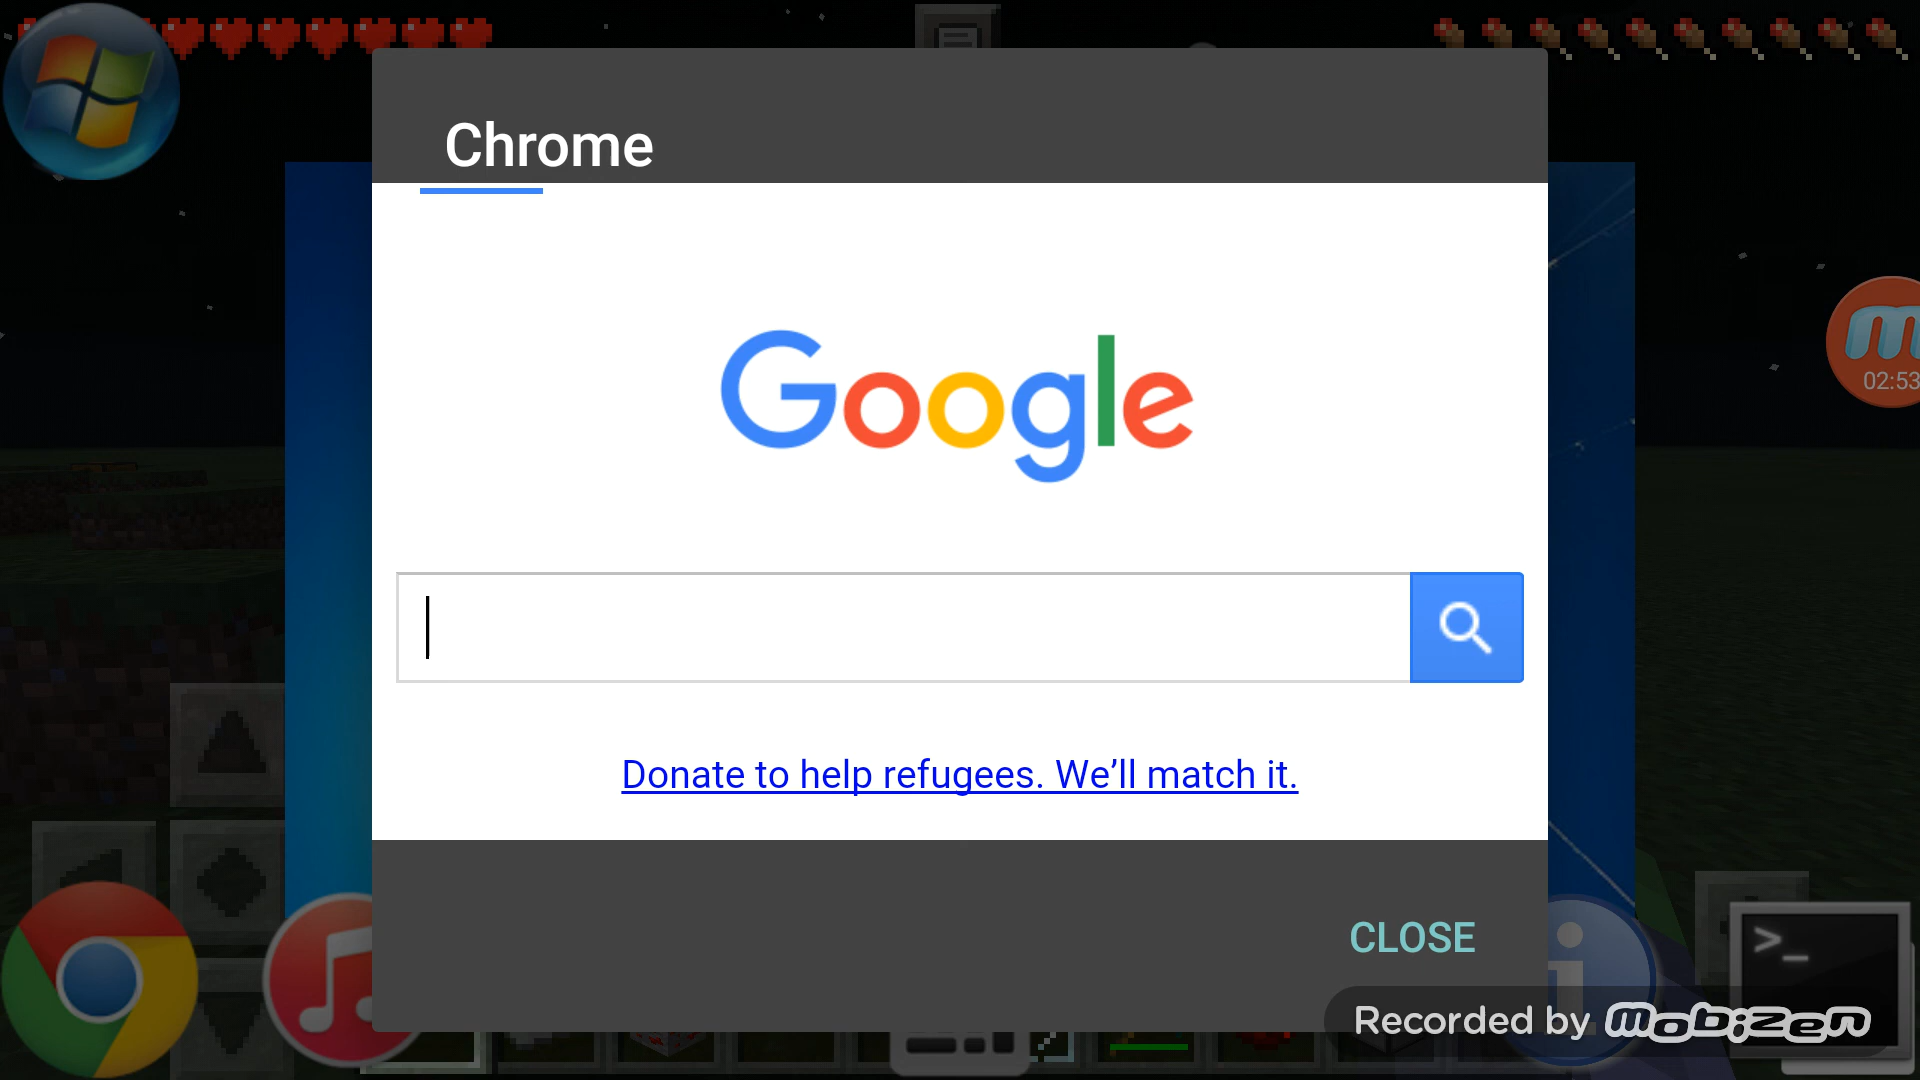 Chrome
Google
02:53
Donate to help refugees. We’ll match it.
CLOSE
>_
Recorded by mobizen